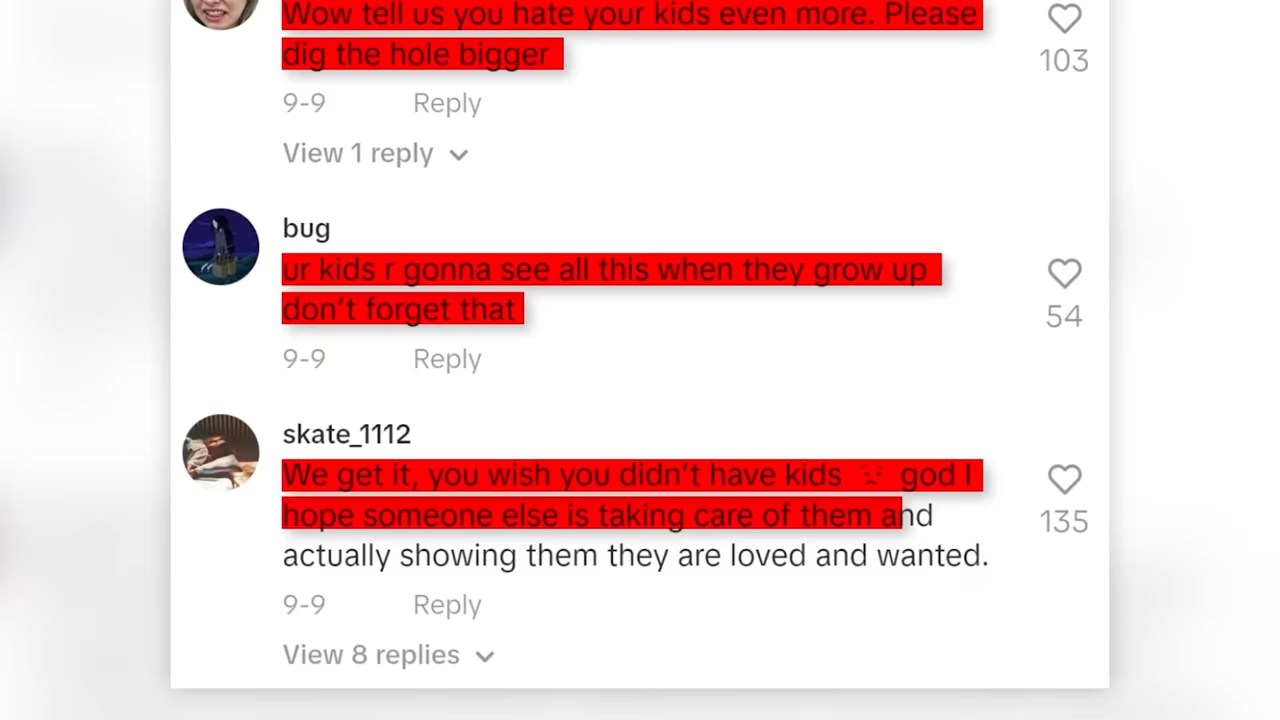 Wow tell us you hate your kids even more. Please
dig the hole bigger
103
9-9 Reply
View 1 reply
bug
ur kids r gonna see all this when they grow up
don't forget that
54
9-9 Reply
skate_1112
We get it, you wish you didn't have kids ☹ god I
hope someone else is taking care of them and
actually showing them they are loved and wanted.
135
9-9 Reply
View 8 replies